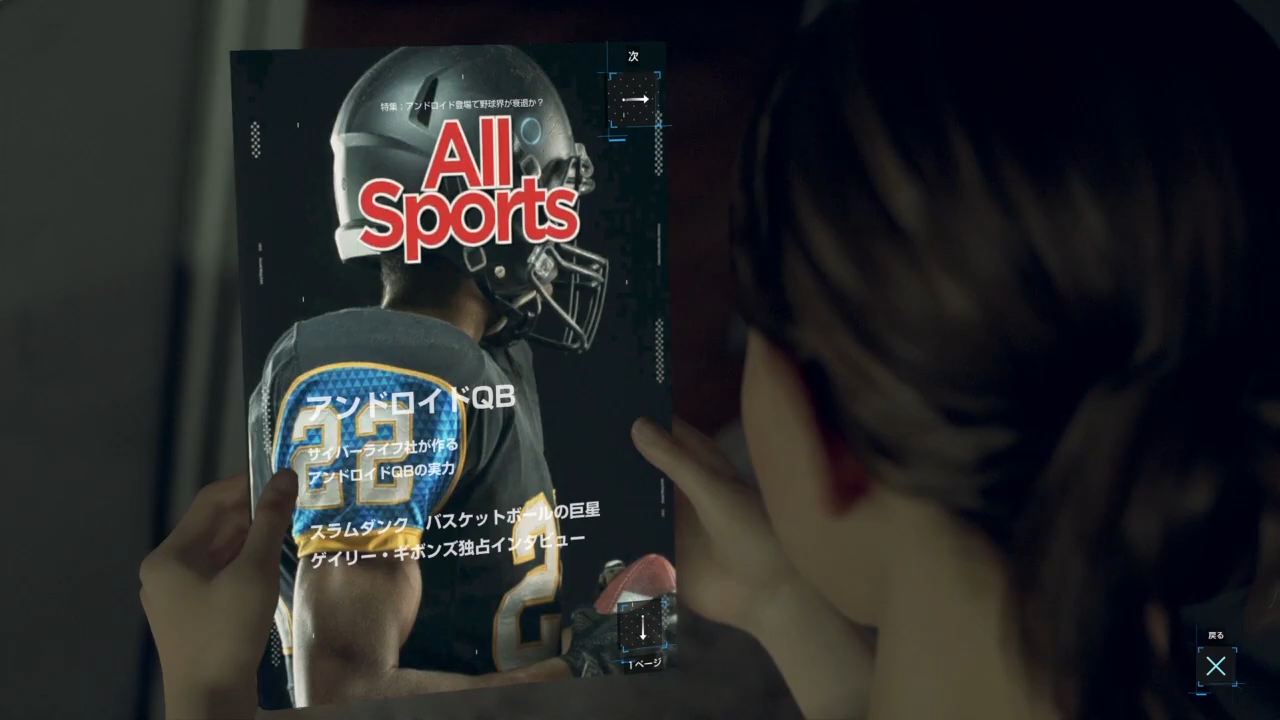 次
特集：アンドロイド登場で野球界が衰退か？
All
Sports
アンドロイドQB
サイバーライフ社が作る
アンドロイドQBの実力
スラムダンク　バスケットボールの巨星
ゲイリー・ギボンズ独占インタビュー
22
2
1ページ
戻る